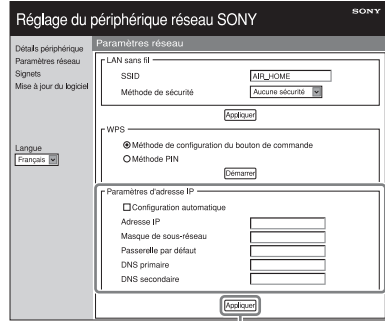 Réglage du périphérique réseau SONY
SONY
Détails périphérique
Paramètres réseau
Signets
Mise à jour du logiciel
Langue
Français
Paramètres réseau
LAN sans fil
SSID
AIR_HOME
Méthode de sécurité
Aucune sécurité
Appliquer
WPS
Méthode de configuration du bouton de commande
Méthode PIN
Démarrer
Paramètres d'adresse IP
Configuration automatique
Adresse IP
Masque de sous-réseau
Passerelle par défaut
DNS primaire
DNS secondaire
Appliquer